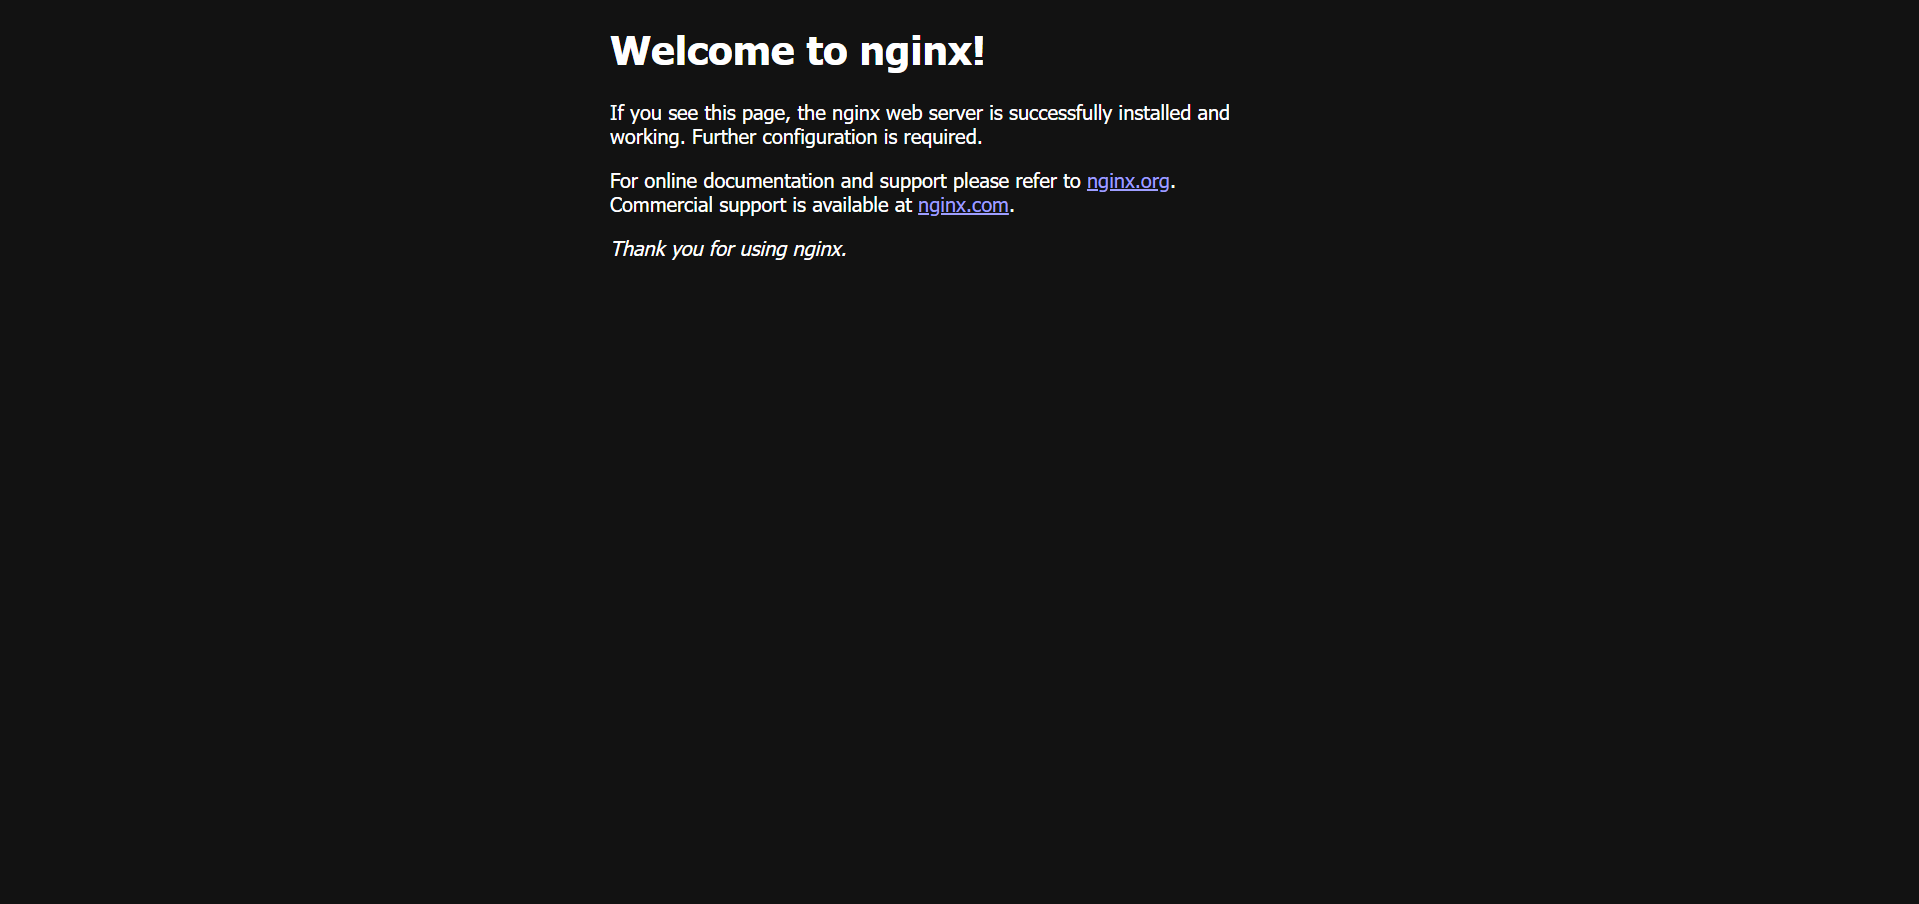 Welcome to nginx!
If you see this page, the nginx web server is successfully installed and
working. Further configuration is required.
For online documentation and support please refer to nginx.org.
Commercial support is available at nginx.com.
Thank you for using nginx.